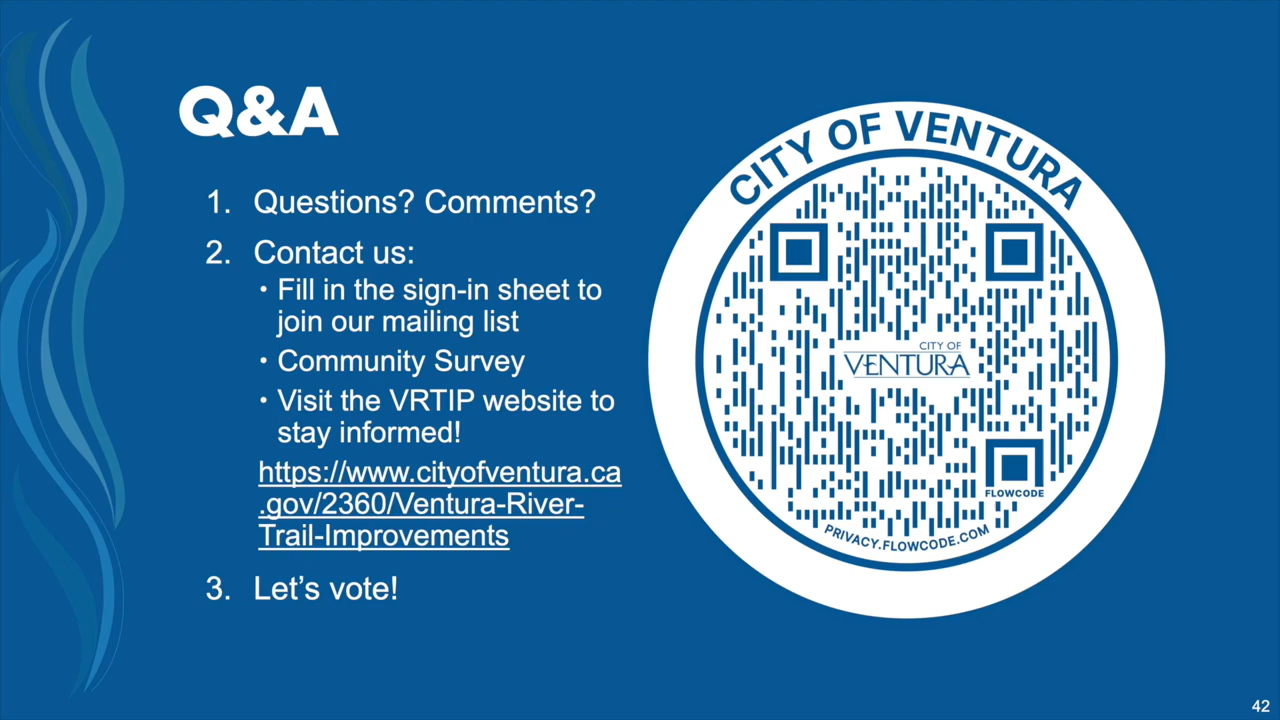 Q&A
1. Questions? Comments?
2. Contact us:
• Fill in the sign-in sheet to
join our mailing list
• Community Survey
• Visit the VRTIP website to
stay informed!
https://www.cityofventura.ca
.gov/2360/Ventura-River-
Trail-Improvements
3. Let's vote!
CITY OF VENTURA
CITY OF
VENTURA
FLOWCODE
PRIVACY.FLOWCODE.COM
42